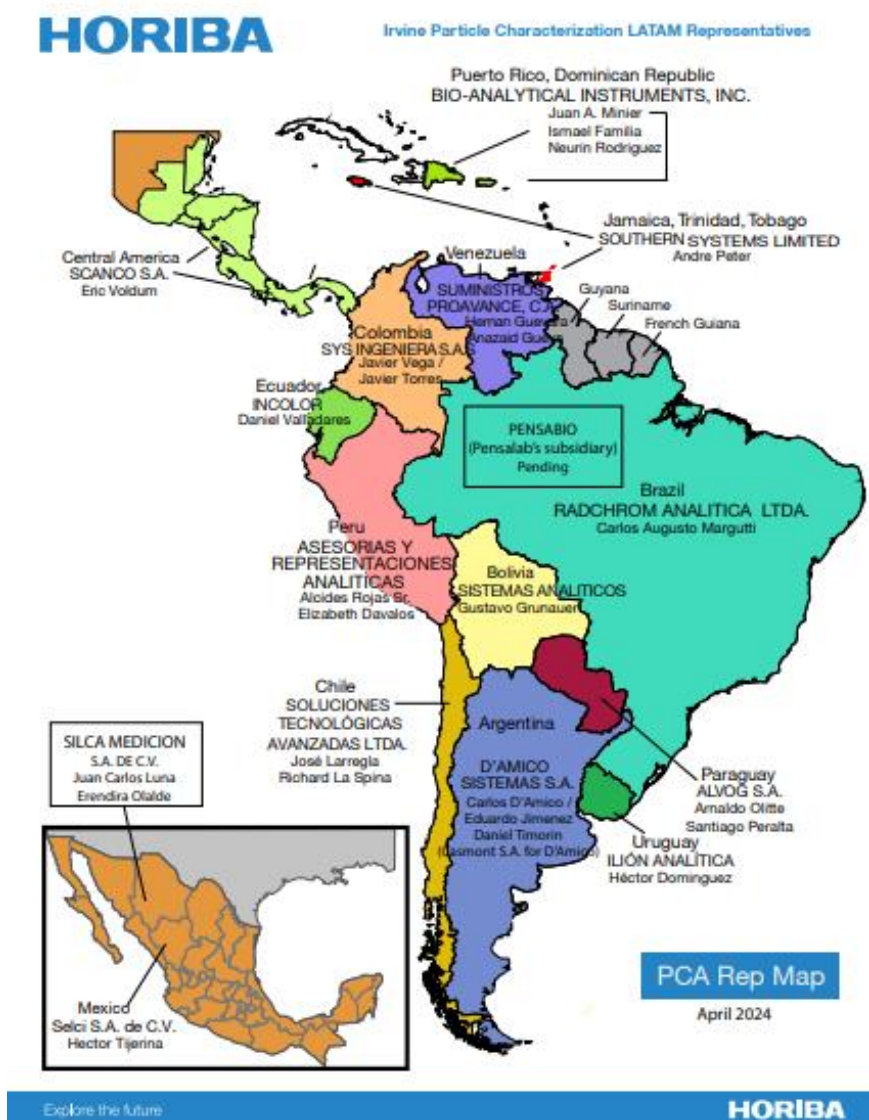 HORIBA
Irvine Particle Characterization LATAM Representatives
Puerto Rico, Dominican Republic
BIO-ANALYTICAL INSTRUMENTS, INC.
Juan A. Minier
Ismael Familia
Neurin Rodriguez
Jamaica, Trinidad, Tobago
SOUTHERN SYSTEMS LIMITED
Andre Peter
Central America
SCANCO S.A.
Eric Voldum
Venezuela
SUMINISTROS
PROAVANCE, C.A
Hernan
Anazaid
Guyana
Suriname
French Guiana
Colombia
SYS INGENIERA S.A.S
Javier Vega /
Javier Torres
Ecuador
INCOLOR
Daniel Valladares
PENSABIO
(Pensalab's subsidiary)
Pending
Brazil
RADCHROM ANALITICA LTDA.
Carlos Augusto Margutti
Peru
ASESORIAS Y
REPRESENTACIONES
ANALITICAS
Alcides Rojas Sr.
Elizabeth Davalos
Bolivia
SISTEMAS ANALITICOS
Gustavo Grunauer
Chile
SOLUCIONES
TECNOLÓGICAS
AVANZADAS LTDA.
José Larregla
Richard La Spina
Argentina
D'AMICO
SISTEMAS S.A.
Carlos D'Amico /
Eduardo Jimenez
Daniel Timorin
(Casmont S.A. for D'Amico)
Paraguay
ALVOG S.A.
Arnaldo Olitte
Santiago Peralta
Uruguay
ILIÓN ANALÍTICA
Héctor Dominguez
SILCA MEDICION
S.A. DE C.V.
Juan Carlos Luna
Erendira Olalde
Mexico
Selci S.A. de C.V.
Hector Tijerina
PCA Rep Map
April 2024
Explore the future
HORIBA